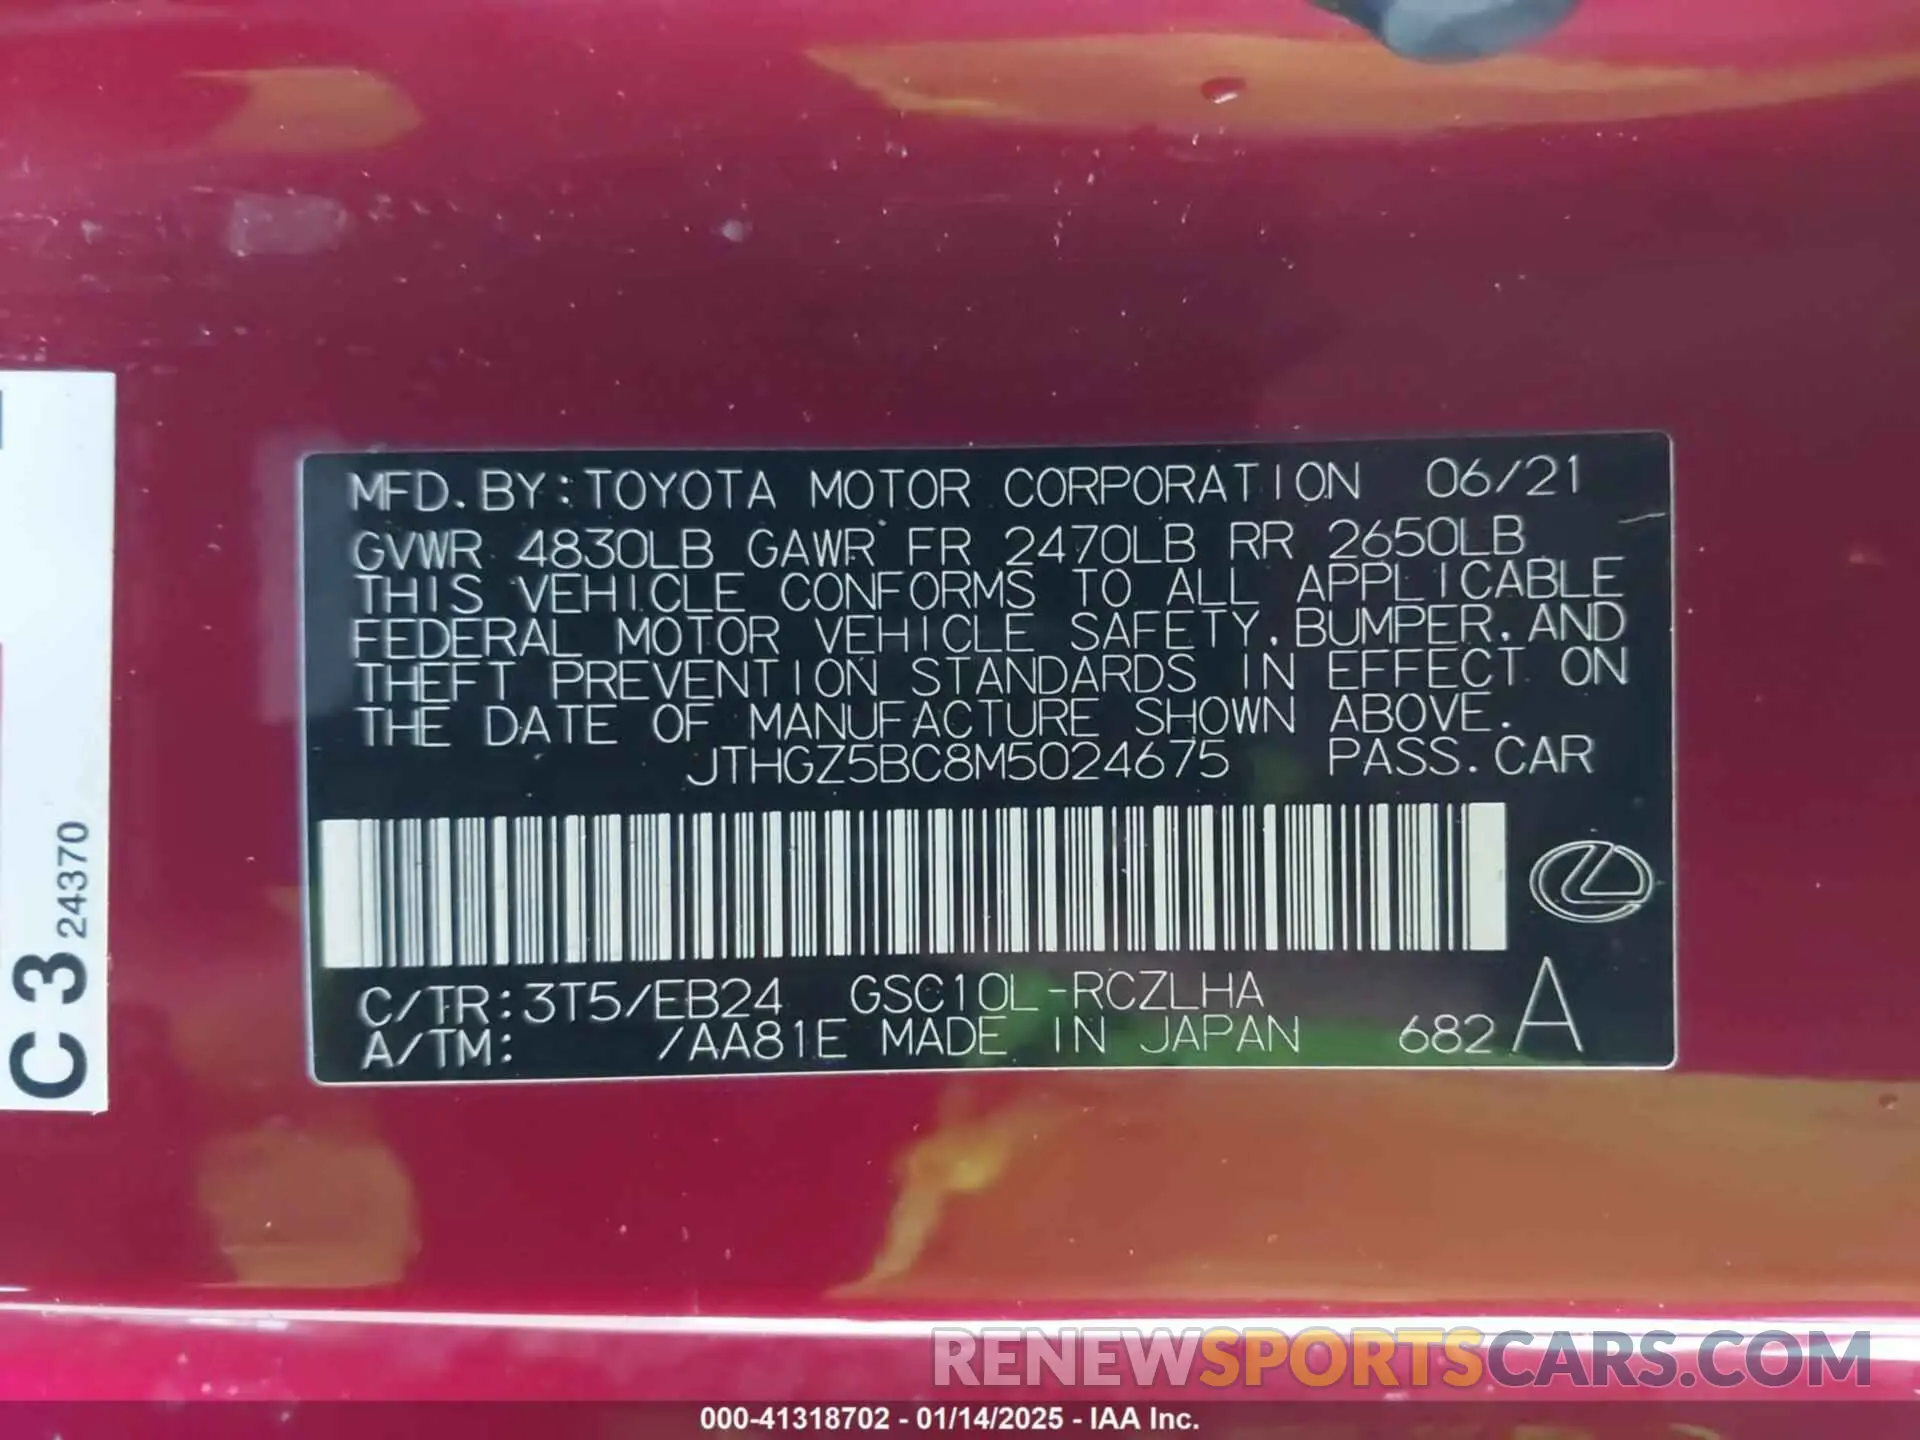 MFD. BY: TOYOTA MOTOR CORPORATION 06/21
GVWR 4830LB GAWR FR 2470LB RR 2650LB
THIS VEHICLE CONFORMS TO ALL APPLICABLE
FEDERAL MOTOR VEHICLE SAFETY, BUMPER, AND
THEFT PREVENTION STANDARDS IN EFFECT ON
THE DATE OF MANUFACTURE SHOWN ABOVE.
JTHGZ5BC8M5024675 PASS. CAR
C/TR: 3T5/EB24 GSC10L-RCZLHA
A/TM: /AA81E MADE IN JAPAN 682 A
C3 24370
RENEWSPORTSCARS.COM
000-41318702 - 01/14/2025 - IAA Inc.